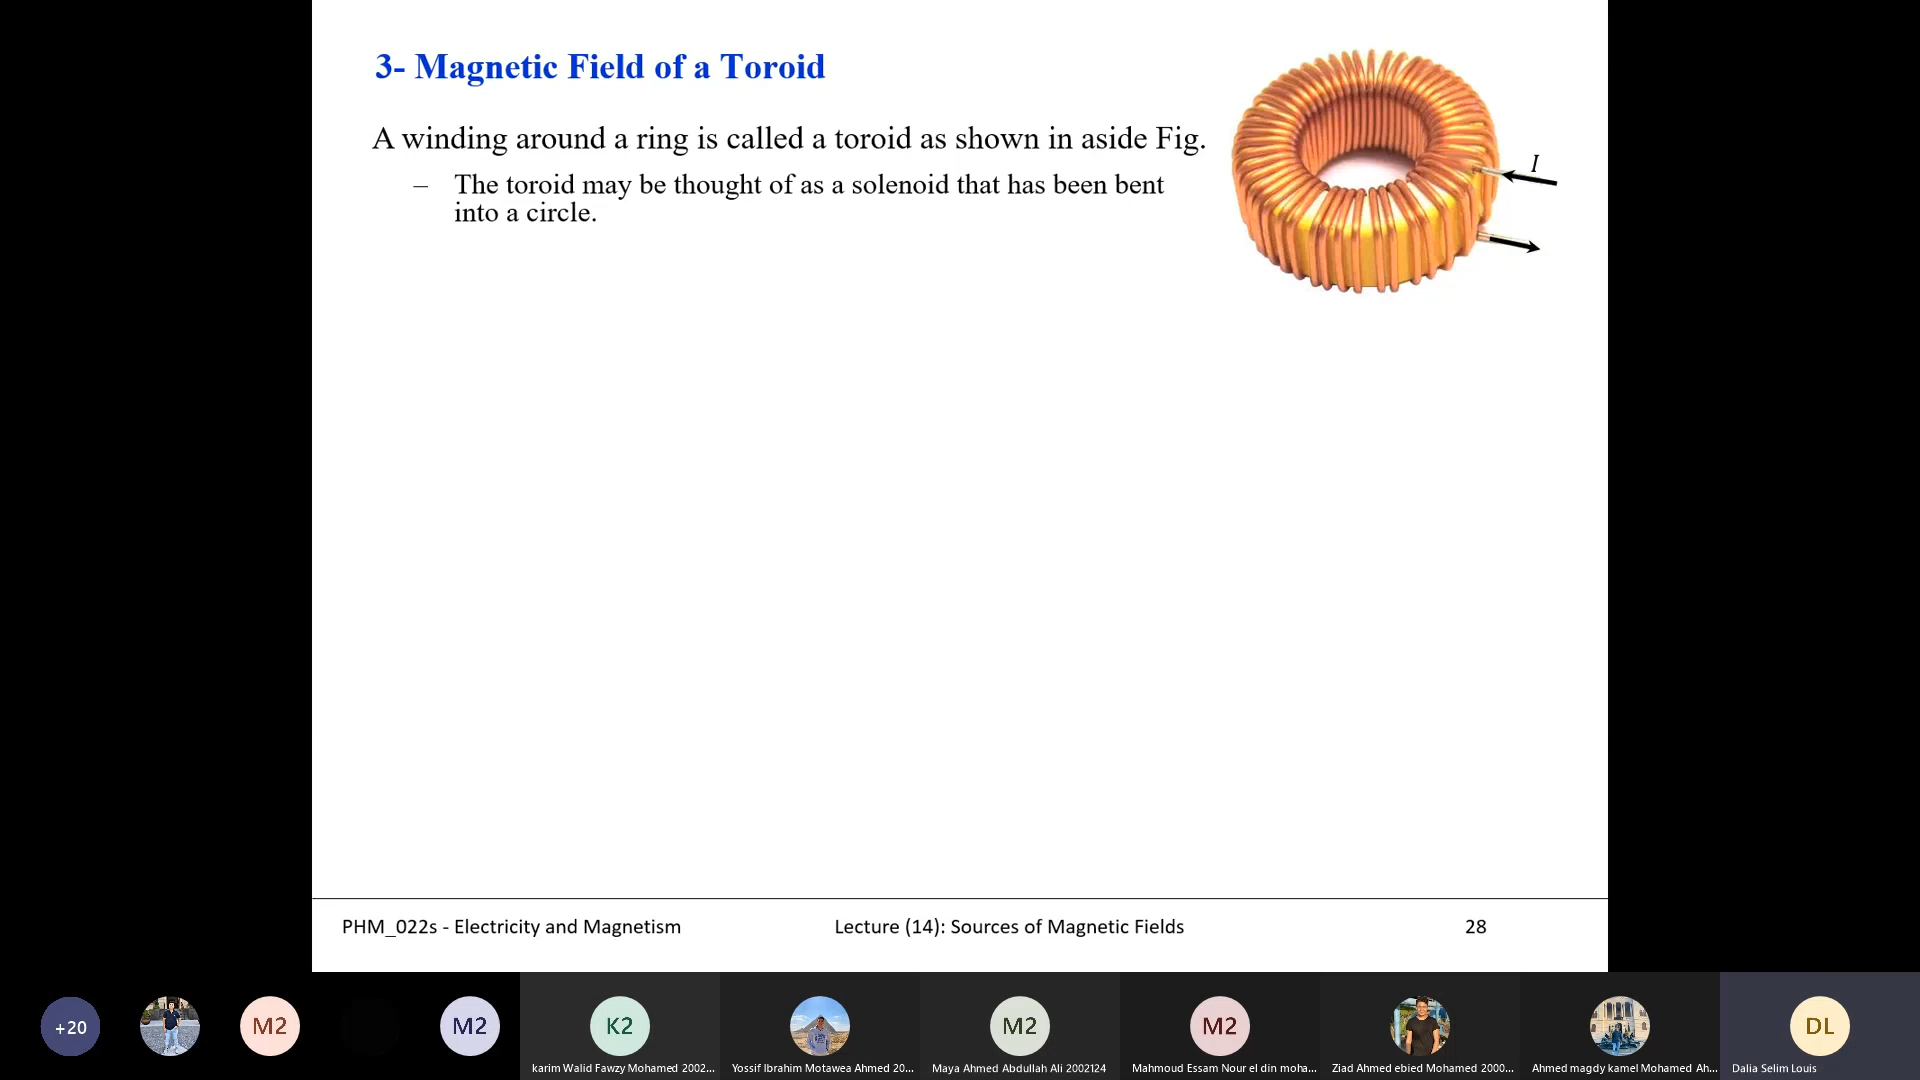 3- Magnetic Field of a Toroid
A winding around a ring is called a toroid as shown in aside Fig.
– The toroid may be thought of as a solenoid that has been bent
into a circle.
I
PHM_022s - Electricity and Magnetism
Lecture (14): Sources of Magnetic Fields
28
+20
M2
M2
K2
M2
M2
DL
karim Walid Fawzy Mohamed 2002...
Yossif Ibrahim Motawea Ahmed 20...
Maya Ahmed Abdullah Ali 2002124
Mahmoud Essam Nour el din moha...
Ziad Ahmed ebied Mohamed 2000...
Ahmed magdy kamel Mohamed Ah...
Dalia Selim Louis